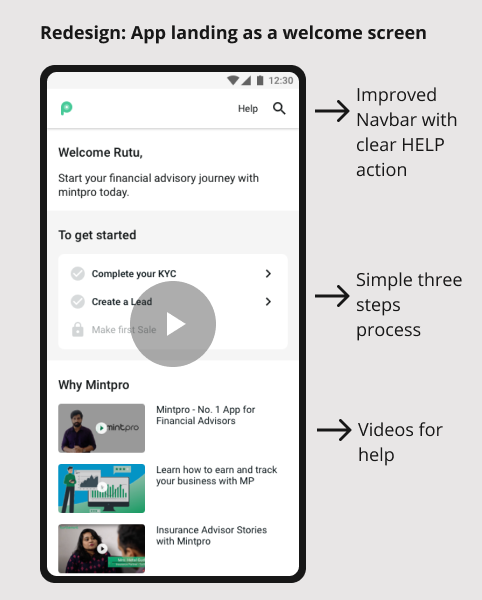 Redesign: App landing as a welcome screen
12:30
Help
Welcome Rutu,
Start your financial advisory journey with
mintpro today.
To get started
Complete your KYC
Create a Lead
Make first Sale
Why Mintpro
mintpro
Mintpro - No. 1 App for
Financial Advisors
Learn how to earn and track
your business with MP
Insurance Advisor Stories
with Mintpro
Improved
Navbar with
clear HELP
action
Simple three
steps
process
Videos for
help